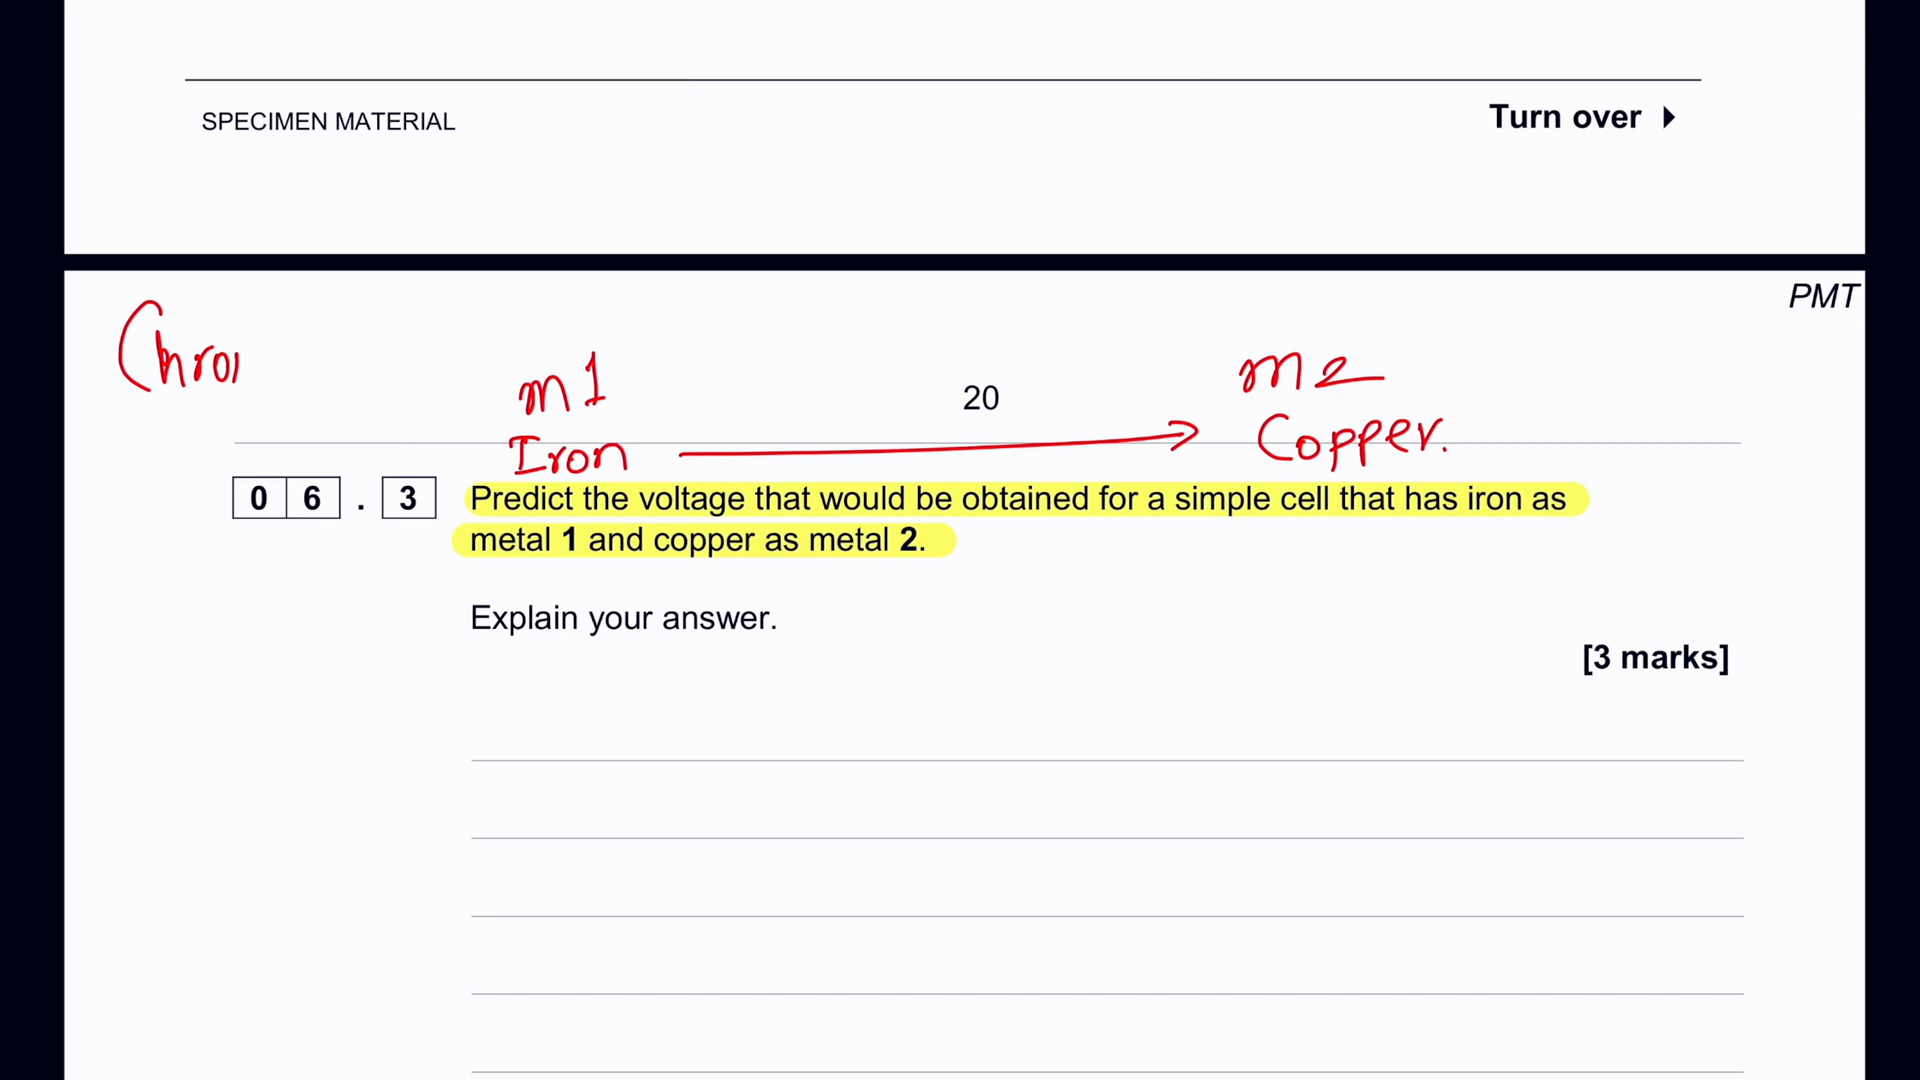 SPECIMEN MATERIAL
Turn over
PMT
Chro
m1
20
m2
Iron
Copper.
0 6 . 3 Predict the voltage that would be obtained for a simple cell that has iron as
metal 1 and copper as metal 2.
Explain your answer.
[3 marks]